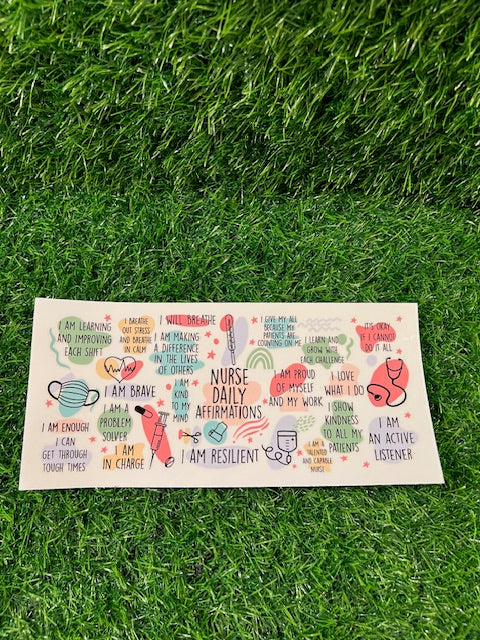 I AM LEARNING
AND IMPROVING
EACH SHIFT
I BREATHE
OUT STRESS
AND BREATHE
IN CALM
I WILL BREATHE
I AM MAKING
A DIFFERENCE
IN THE LIVES
OF OTHERS
I GIVE MY ALL
BECAUSE MY
PATIENTS ARE
COUNTING ON ME
I LEARN AND
GROW WITH
EACH CHALLENGE
IT'S OKAY
IF I CANNOT
DO IT ALL
I AM BRAVE
I AM
KIND
TO MY
MIND
NURSE
DAILY
AFFIRMATIONS
I AM PROUD
OF MYSELF
AND MY WORK
I LOVE
WHAT I DO
I AM A
PROBLEM
SOLVER
I SHOW
KINDNESS
TO ALL MY
PATIENTS
I AM ENOUGH
I CAN
GET THROUGH
TOUGH TIMES
I AM
IN CHARGE
I AM RESILIENT
I AM A
TALENTED
AND CAPABLE
NURSE
I AM
AN ACTIVE
LISTENER